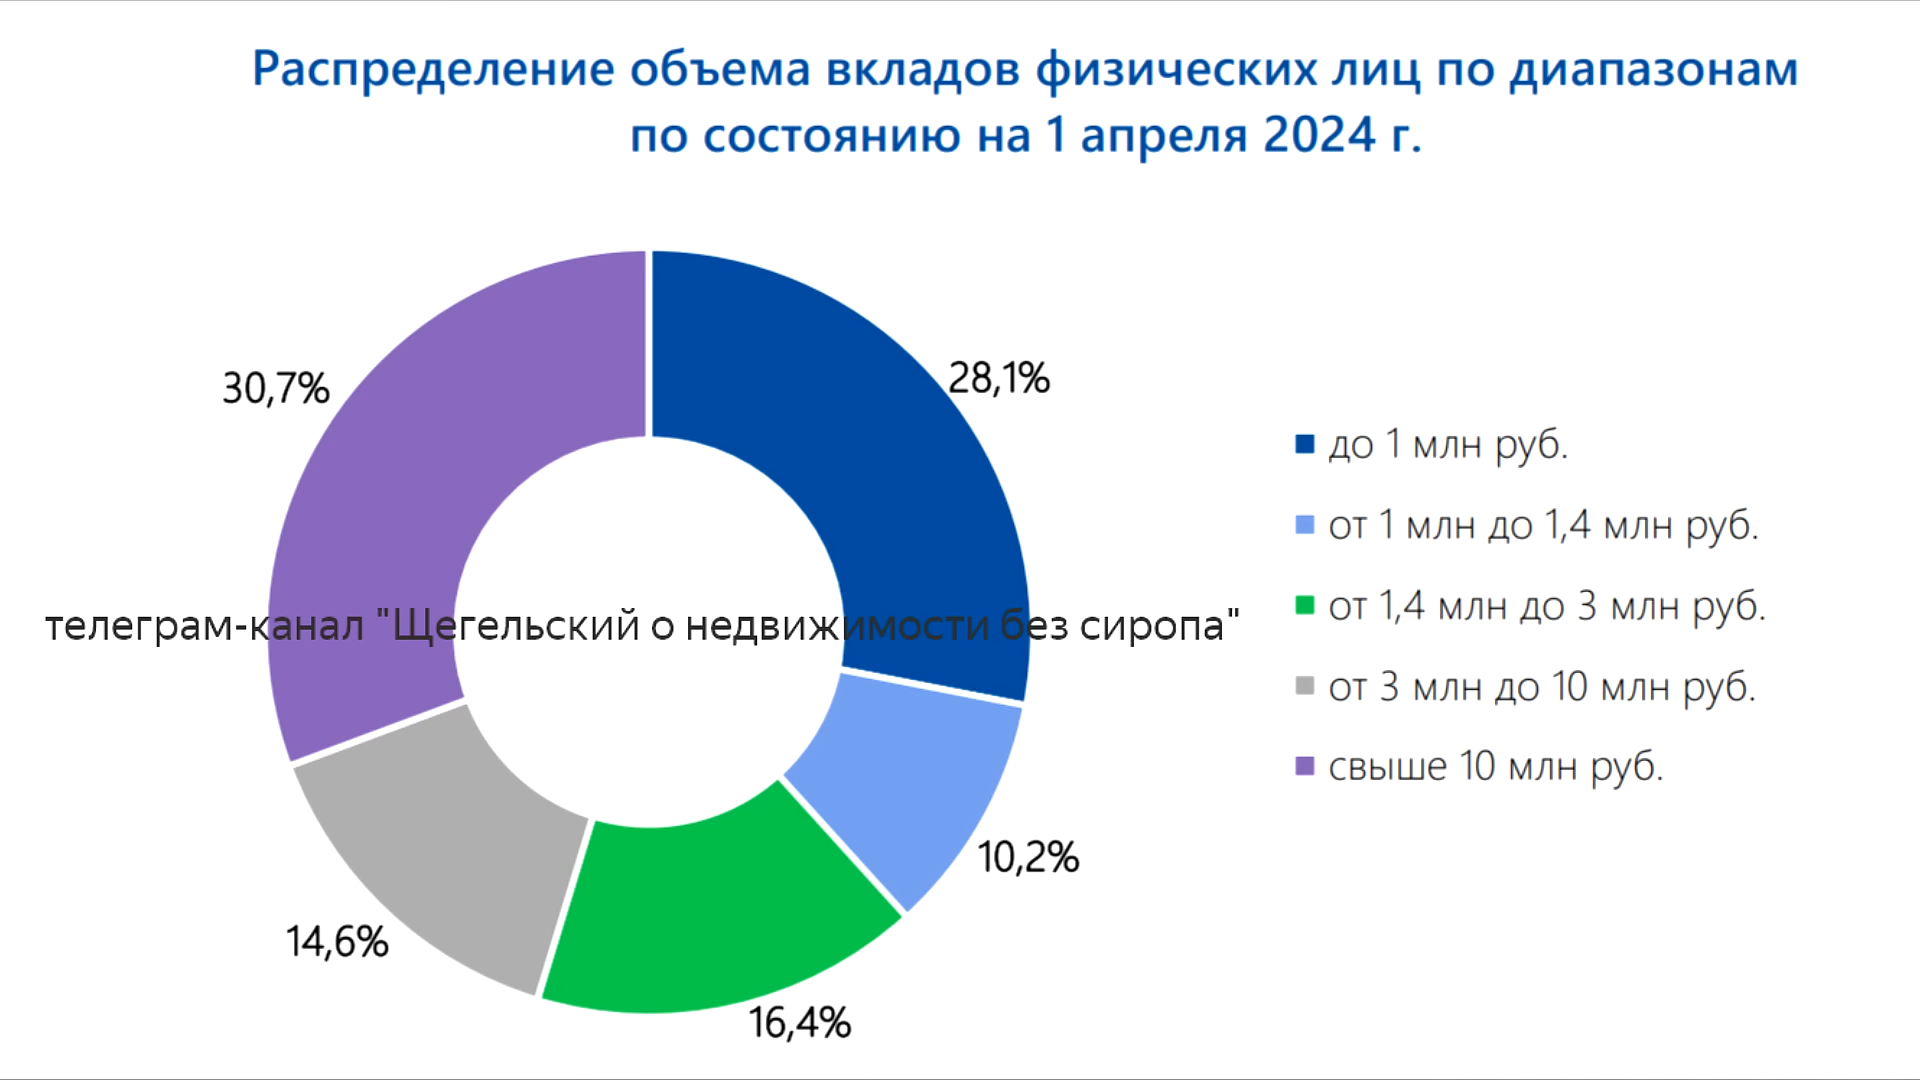 Распределение объема вкладов физических лиц по диапазонам
по состоянию на 1 апреля 2024 г.
30,7%
28,1%
до 1 млн руб.
от 1 млн до 1,4 млн руб.
от 1,4 млн до 3 млн руб.
от 3 млн до 10 млн руб.
свыше 10 млн руб.
телеграм-канал "Щегельский о недвижимости без сиропа"
10,2%
14,6%
16,4%